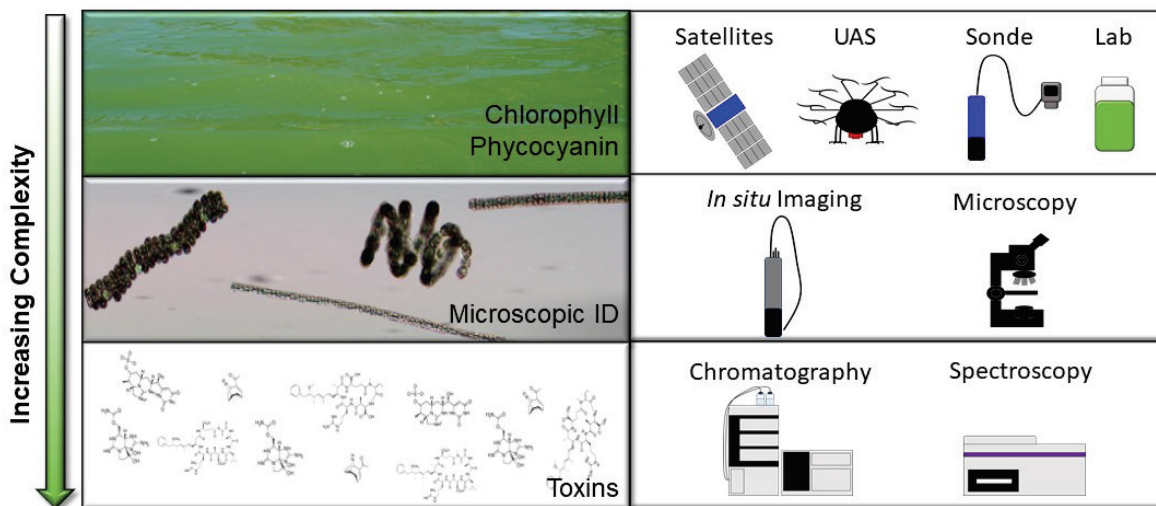 Increasing Complexity
Chlorophyll
Phycocyanin
Satellites
UAS
Sonde
Lab
Microscopic ID
In situ Imaging
Microscopy
Toxins
Chromatography
Spectroscopy